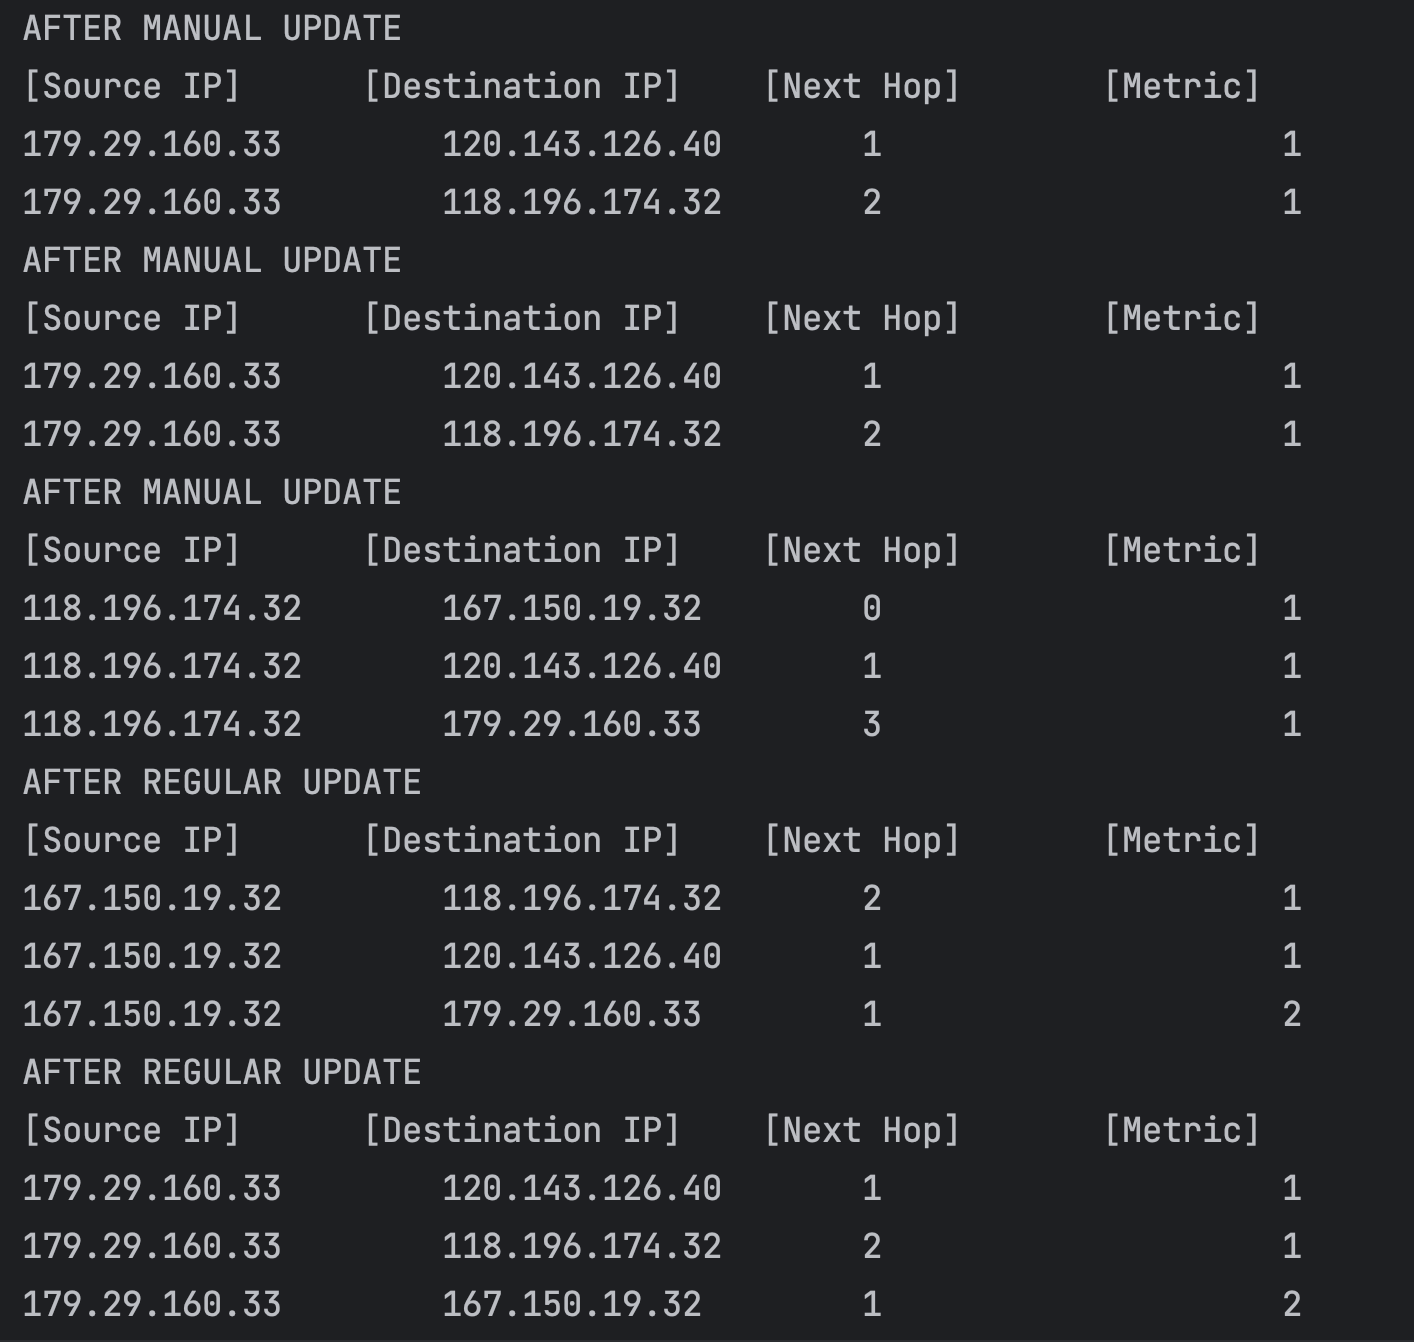 AFTER MANUAL UPDATE
[Source IP] [Destination IP] [Next Hop] [Metric]
179.29.160.33 120.143.126.40 1 1
179.29.160.33 118.196.174.32 2 1
AFTER MANUAL UPDATE
[Source IP] [Destination IP] [Next Hop] [Metric]
179.29.160.33 120.143.126.40 1 1
179.29.160.33 118.196.174.32 2 1
AFTER MANUAL UPDATE
[Source IP] [Destination IP] [Next Hop] [Metric]
118.196.174.32 167.150.19.32 0 1
118.196.174.32 120.143.126.40 1 1
118.196.174.32 179.29.160.33 3 1
AFTER REGULAR UPDATE
[Source IP] [Destination IP] [Next Hop] [Metric]
167.150.19.32 118.196.174.32 2 1
167.150.19.32 120.143.126.40 1 1
167.150.19.32 179.29.160.33 1 2
AFTER REGULAR UPDATE
[Source IP] [Destination IP] [Next Hop] [Metric]
179.29.160.33 120.143.126.40 1 1
179.29.160.33 118.196.174.32 2 1
179.29.160.33 167.150.19.32 1 2